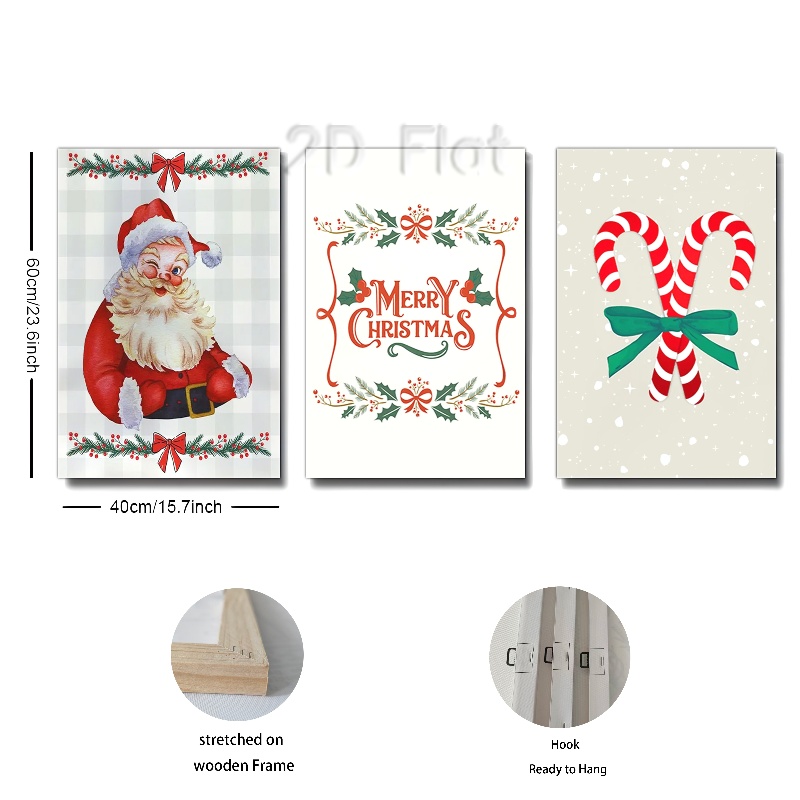 2D Flat
60cm/23.6inch
MERRY
CHRISTMAS
40cm/15.7inch
stretched on
wooden Frame
Hook
Ready to Hang